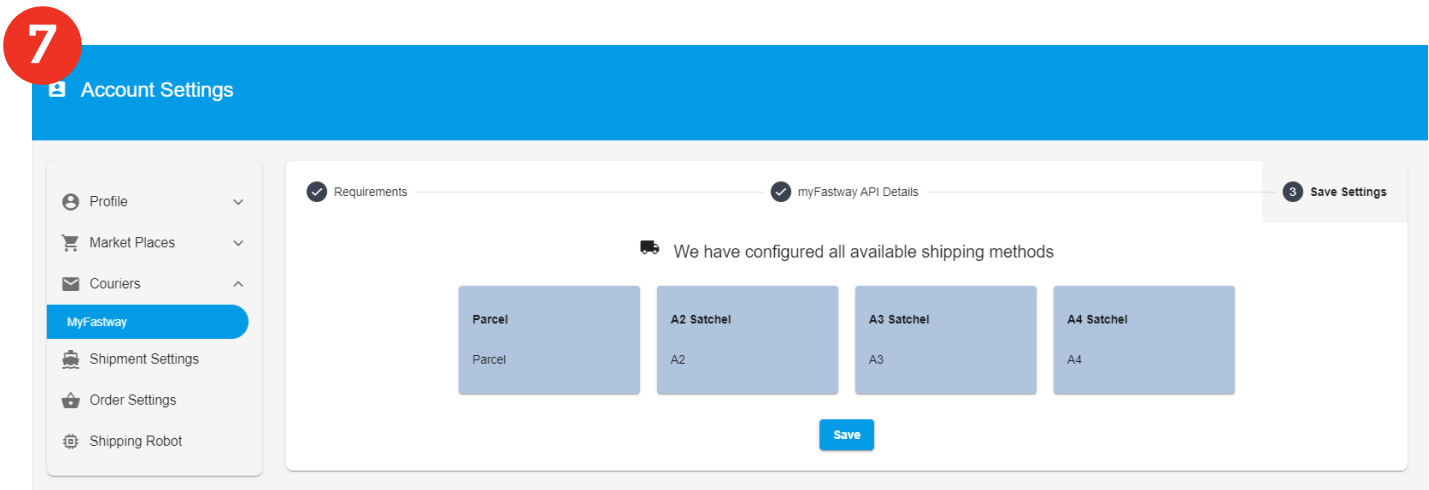 7
Account Settings
Profile
Market Places
Couriers
MyFastway
Shipment Settings
Order Settings
Shipping Robot
Requirements
myFastway API Details
3 Save Settings
We have configured all available shipping methods
Parcel
Parcel
A2 Satchel
A2
A3 Satchel
A3
A4 Satchel
A4
Save